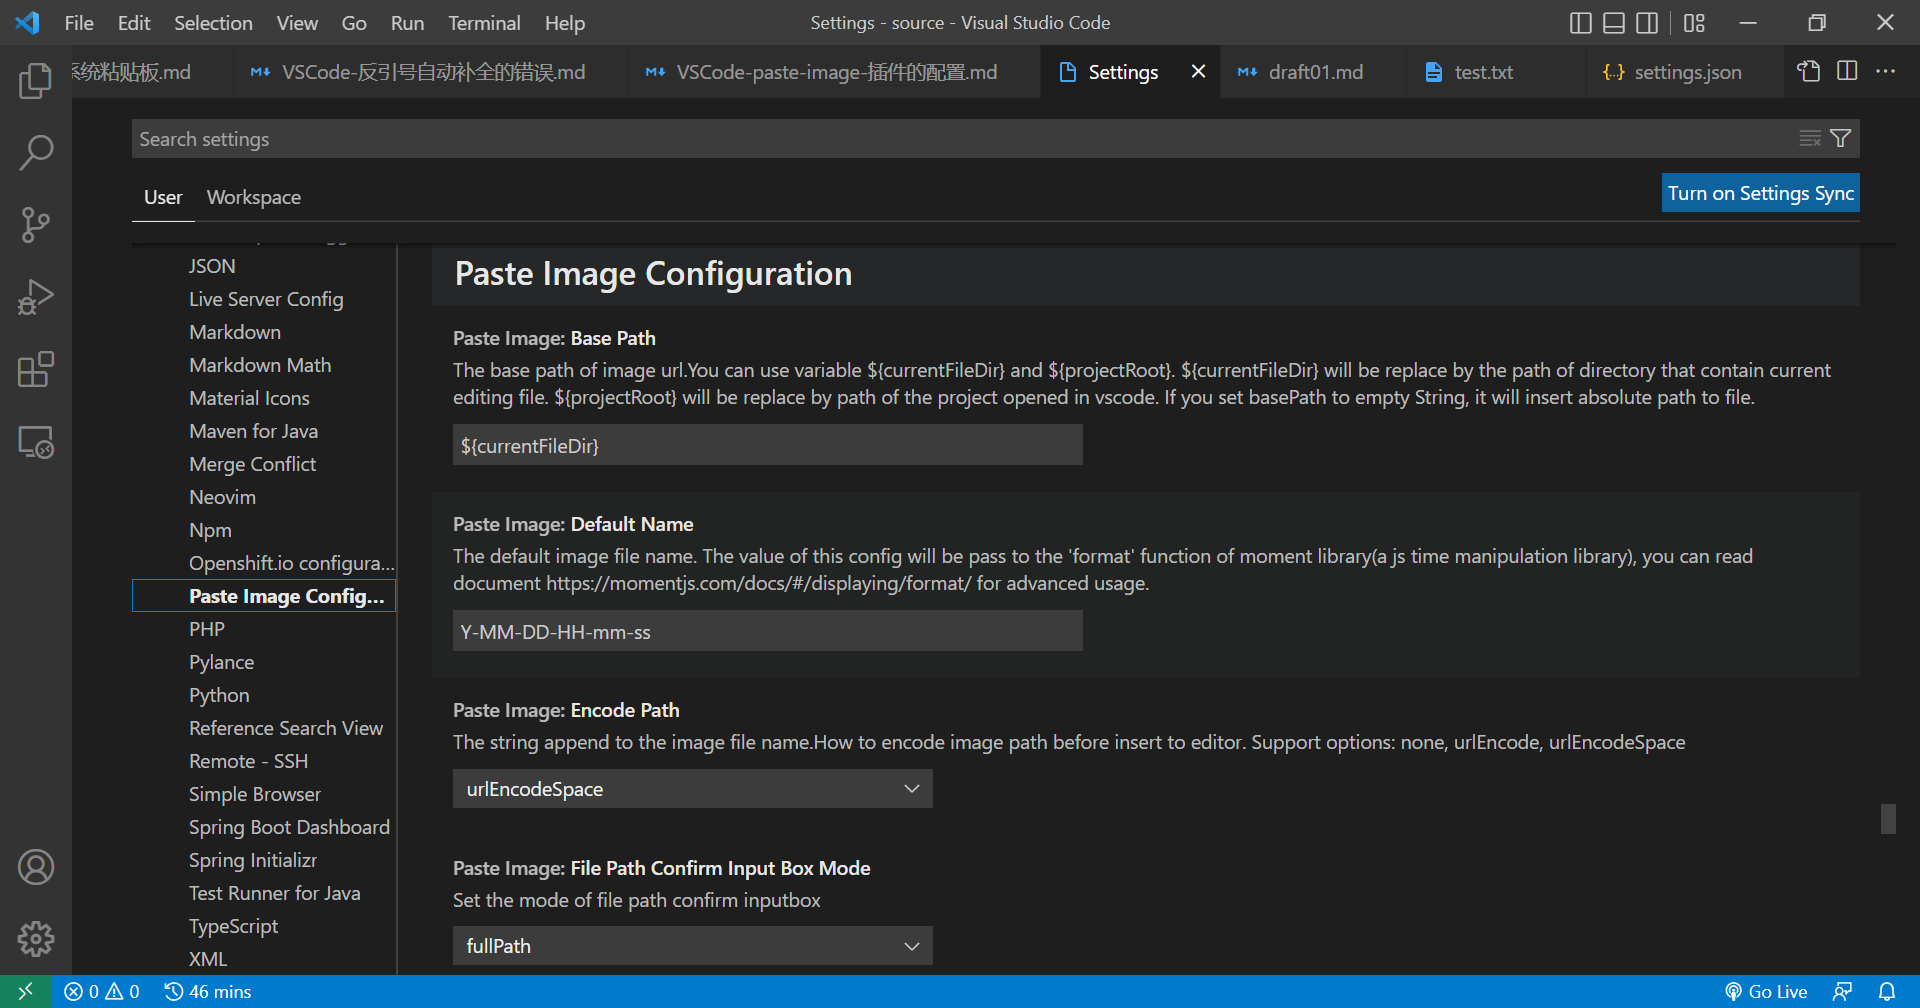 File Edit Selection View Go Run Terminal Help
Settings - source - Visual Studio Code
系统粘贴板.md
VSCode-反引号自动补全的错误.md
VSCode-paste-image-插件的配置.md
Settings
draft01.md
test.txt
settings.json
Search settings
User
Workspace
Turn on Settings Sync
JSON
Live Server Config
Markdown
Markdown Math
Material Icons
Maven for Java
Merge Conflict
Neovim
Npm
Openshift.io configura...
Paste Image Config...
PHP
Pylance
Python
Reference Search View
Remote - SSH
Simple Browser
Spring Boot Dashboard
Spring Initializr
Test Runner for Java
TypeScript
XML
Paste Image Configuration
Paste Image: Base Path
The base path of image url.You can use variable ${currentFileDir} and ${projectRoot}. ${currentFileDir} will be replace by the path of directory that contain current
editing file. ${projectRoot} will be replace by path of the project opened in vscode. If you set basePath to empty String, it will insert absolute path to file.
${currentFileDir}
Paste Image: Default Name
The default image file name. The value of this config will be pass to the 'format' function of moment library(a js time manipulation library), you can read
document https://momentjs.com/docs/#/displaying/format/ for advanced usage.
Y-MM-DD-HH-mm-ss
Paste Image: Encode Path
The string append to the image file name.How to encode image path before insert to editor. Support options: none, urlEncode, urlEncodeSpace
urlEncodeSpace
Paste Image: File Path Confirm Input Box Mode
Set the mode of file path confirm inputbox
fullPath
0 0 46 mins
Go Live